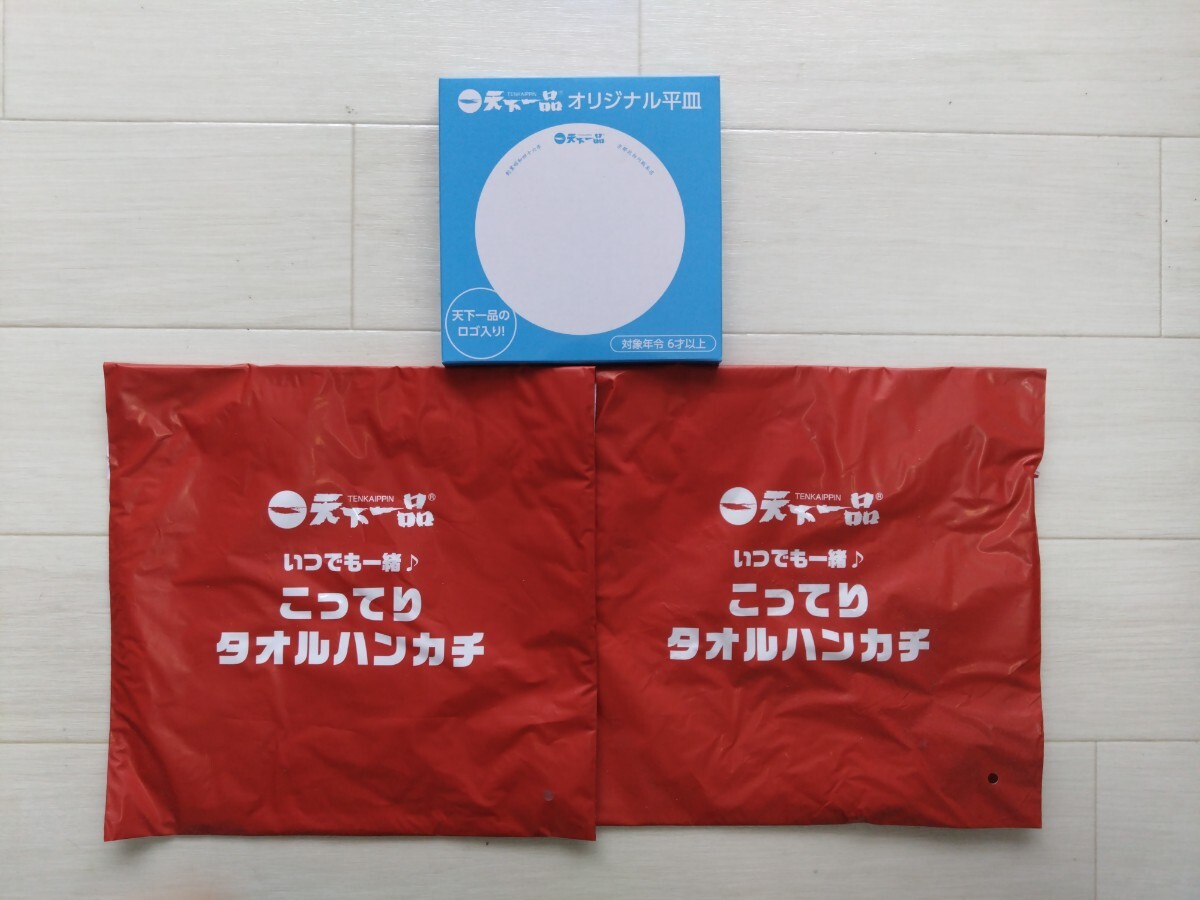 TENKAIPPIN
天下一品 オリジナル平皿
天下一品
天下一品の
ロゴ入り!
対象年令 6才以上
TENKAIPPIN
天下一品®
いつでも一緒♪
こってり
タオルハンカチ
TENKAIPPIN
天下一品®
いつでも一緒♪
こってり
タオルハンカチ